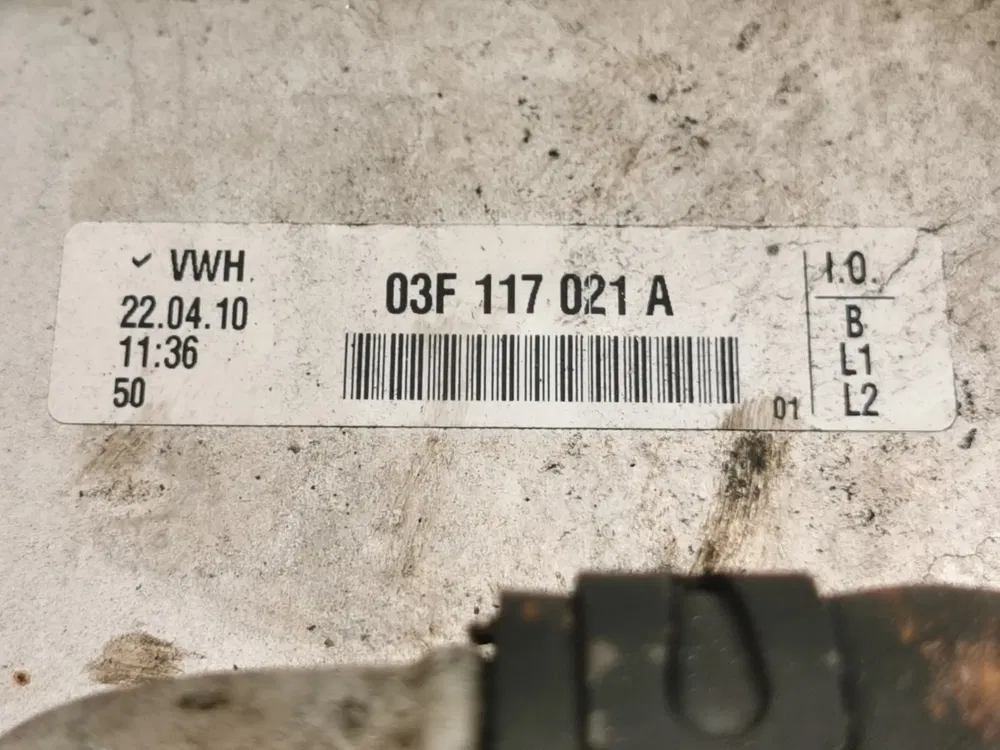 ✓ VWH
22.04.10
11:36
50
03F 117 021 A
01
I.O.
B
L1
L2